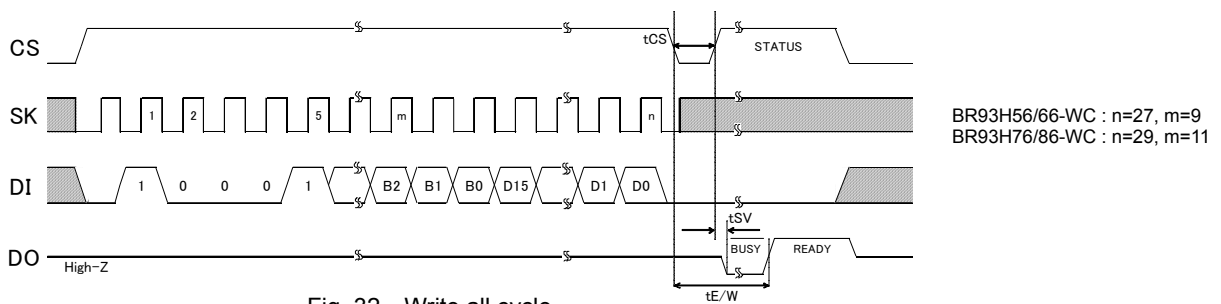 CS
tCS
STATUS
SK
1
2
5
m
n
BR93H56/66-WC : n=27, m=9
BR93H76/86-WC : n=29, m=11
DI
1
0
0
0
1
B2
B1
B0
D15
D1
D0
tSV
DO
High-Z
BUSY
READY
tE/W
Fig. 32 Write all cycle